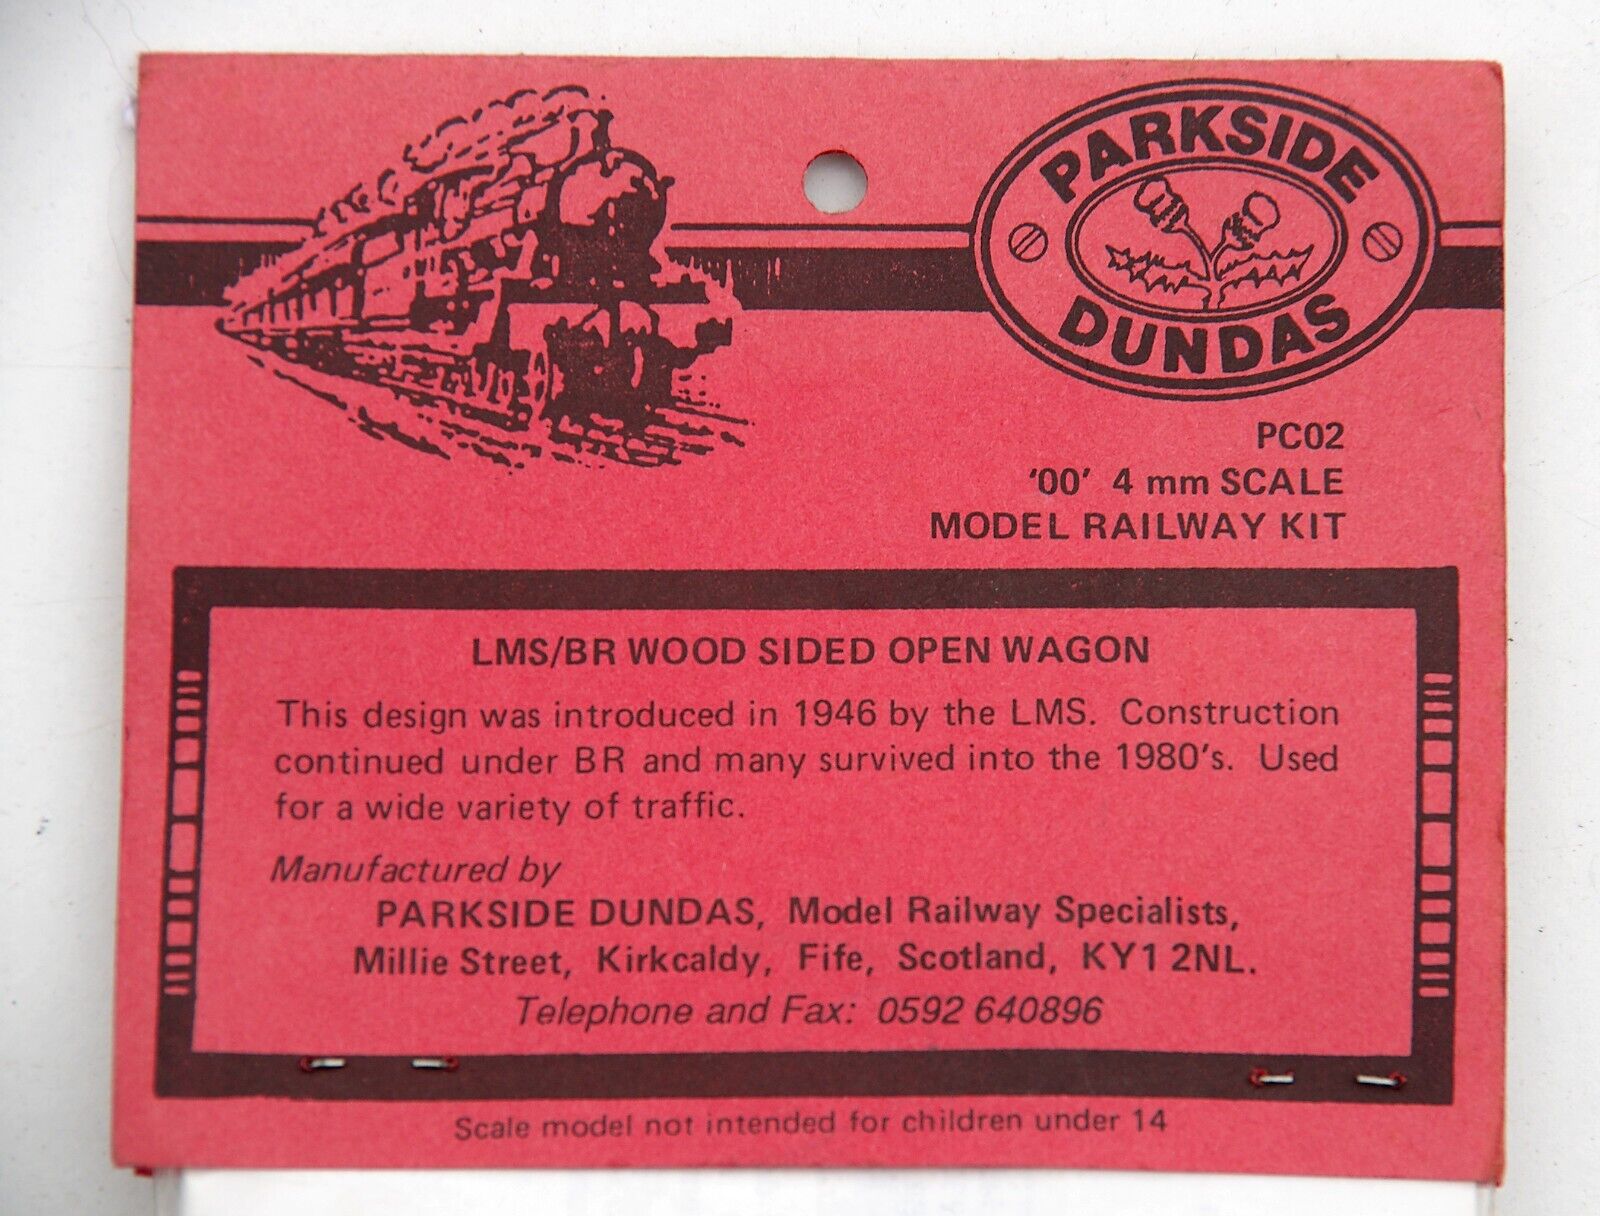 PARKSIDE
DUNDAS
PC02
'00' 4 mm SCALE
MODEL RAILWAY KIT
LMS/BR WOOD SIDED OPEN WAGON
This design was introduced in 1946 by the LMS. Construction
continued under BR and many survived into the 1980's. Used
for a wide variety of traffic.
Manufactured by
PARKSIDE DUNDAS, Model Railway Specialists,
Millie Street, Kirkcaldy, Fife, Scotland, KY1 2NL.
Telephone and Fax: 0592 640896
Scale model not intended for children under 14